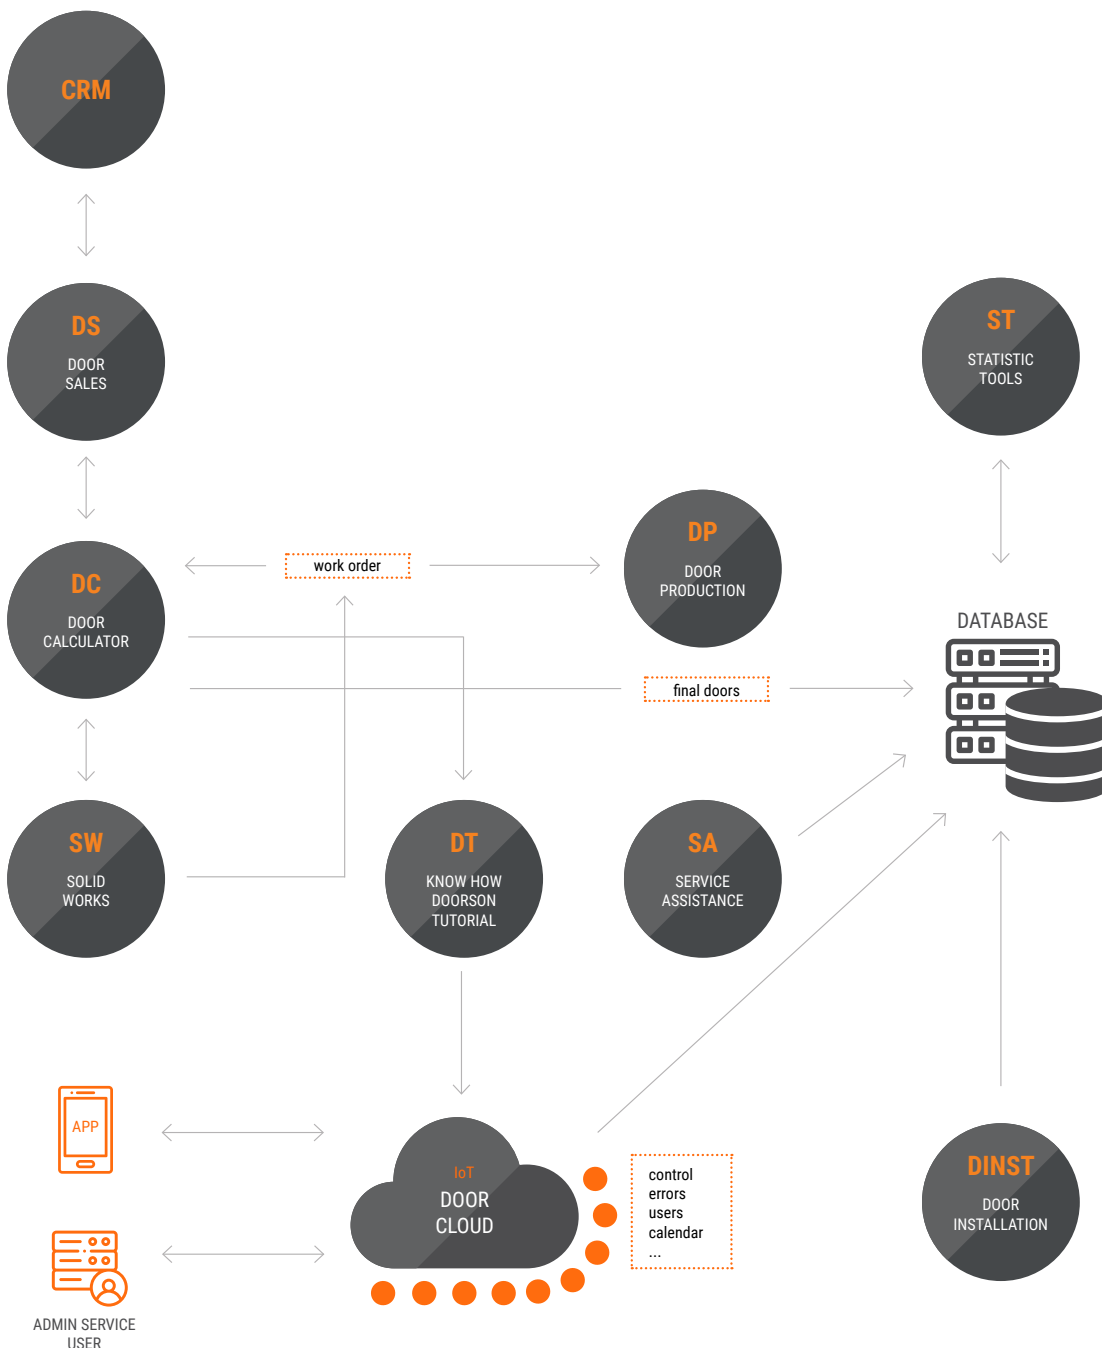 CRM
DS
DOOR
SALES
ST
STATISTIC
TOOLS
DP
DOOR
PRODUCTION
work order
DC
DOOR
CALCULATOR
DATABASE
final doors
SW
SOLID
WORKS
DT
KNOW HOW
DOORSON
TUTORIAL
SA
SERVICE
ASSISTANCE
APP
IoT
DOOR
CLOUD
control
errors
users
calendar
...
DINST
DOOR
INSTALLATION
ADMIN SERVICE
USER